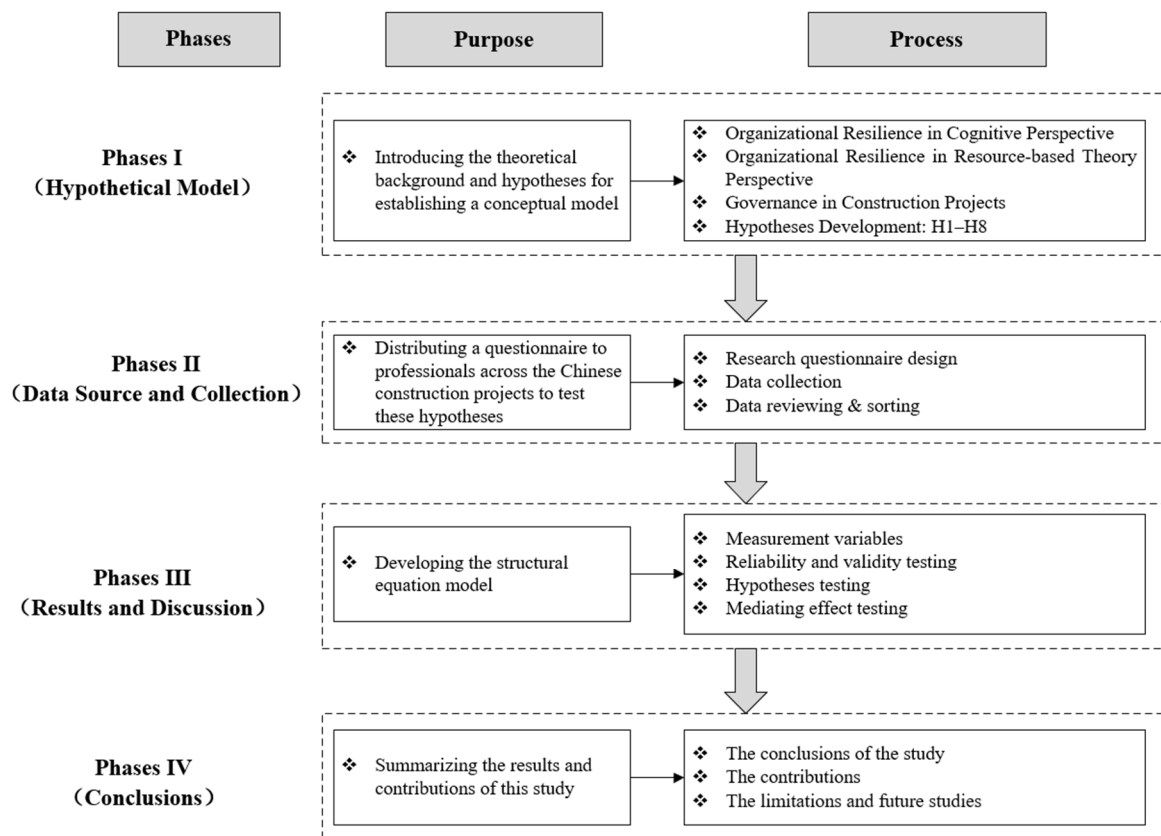 Phases
Purpose
Process
Phases I
（Hypothetical Model）
❖ Introducing the theoretical
background and hypotheses for
establishing a conceptual model
❖ Organizational Resilience in Cognitive Perspective
❖ Organizational Resilience in Resource-based Theory
Perspective
❖ Governance in Construction Projects
❖ Hypotheses Development: H1–H8
Phases II
(Data Source and Collection)
❖ Distributing a questionnaire to
professionals across the Chinese
construction projects to test
these hypotheses
❖ Research questionnaire design
❖ Data collection
❖ Data reviewing & sorting
Phases III
（Results and Discussion）
❖ Developing the structural
equation model
❖ Measurement variables
❖ Reliability and validity testing
❖ Hypotheses testing
❖ Mediating effect testing
Phases IV
（Conclusions）
❖ Summarizing the results and
contributions of this study
❖ The conclusions of the study
❖ The contributions
❖ The limitations and future studies